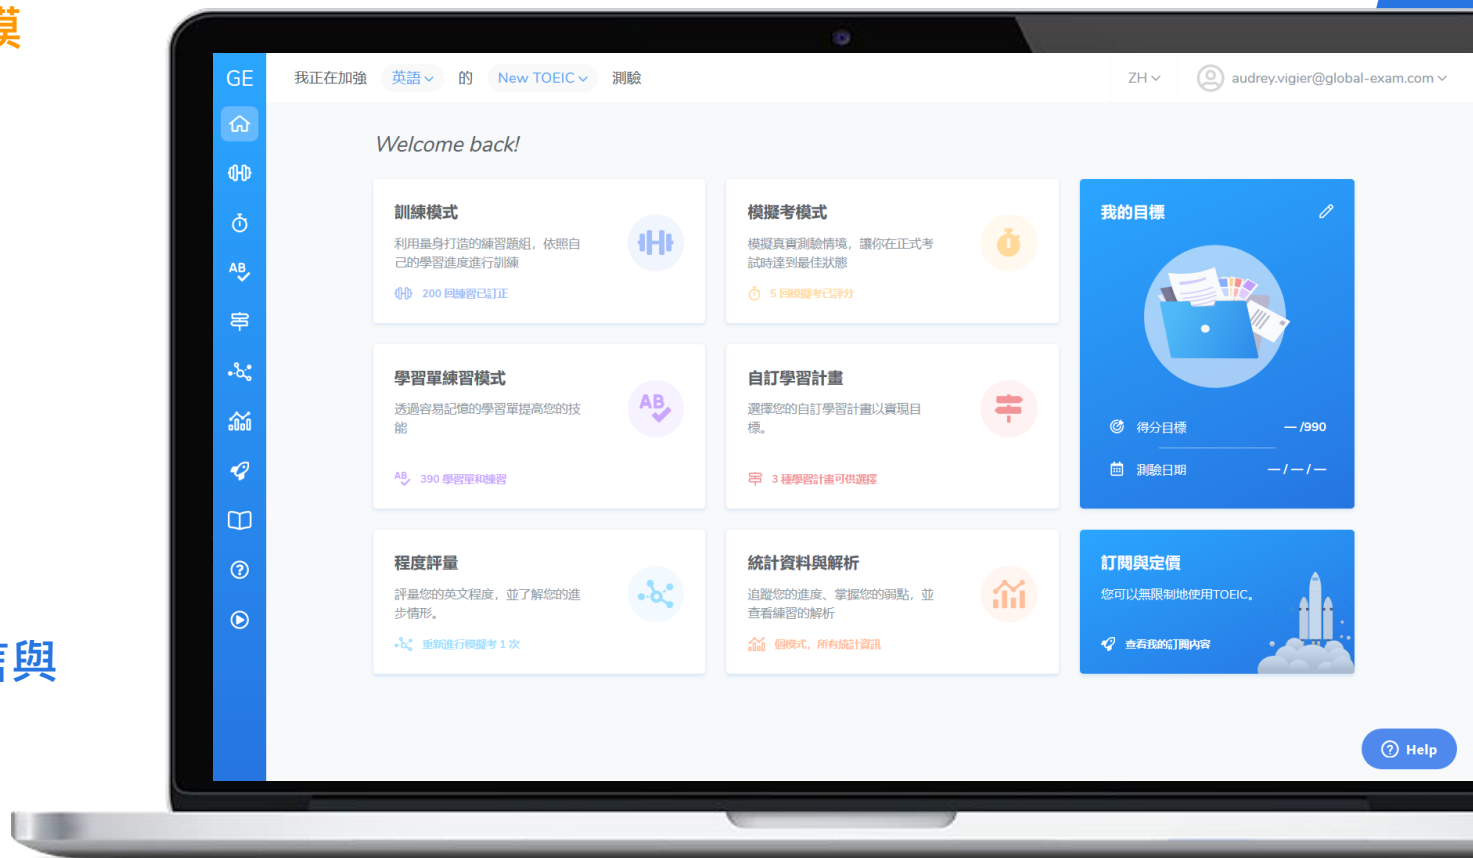 模
GE
我正在加強 英語 的 New TOEIC 測驗
ZH
audrey.vigier@global-exam.com
Welcome back!
訓練模式
利用量身打造的練習題組，依照自
己的學習進度進行訓練
200 回練習已訂正
模擬考模式
模擬真實測驗情境，讓你在正式考
試時達到最佳狀態
5 回模擬考已評分
我的目標
得分目標 — /990
測驗日期 — / — / —
AB
學習單練習模式
透過容易記憶的學習單提高您的技
能
AB
AB 390 學習單和練習
自訂學習計畫
選擇您的自訂學習計畫以實現目
標。
3 種學習計畫可供選擇
程度評量
評量您的英文程度，並了解您的進
步情形。
重新進行模擬考 1 次
統計資料與解析
追蹤您的進度、掌握您的弱點，並
查看練習的解析
個模式，所有統計資訊
訂閱與定價
您可以無限制地使用TOEIC。
查看我的訂閱內容
與
Help